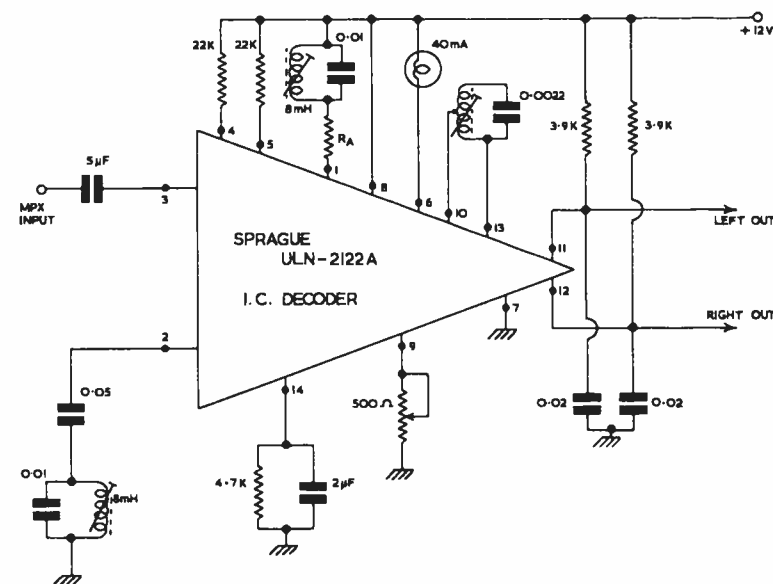 +12V
22K
22K
0·01
40mA
0·0022
8mH
3·9K
3·9K
4
5
RA
1
8
6
10
13
5µF
MPX
INPUT
3
SPRAGUE
ULN-2122A
I.C. DECODER
11
12
LEFT OUT
RIGHT OUT
7
2
9
14
0·05
500Ω
0·02
0·02
0·01
8mH
4·7K
2µF